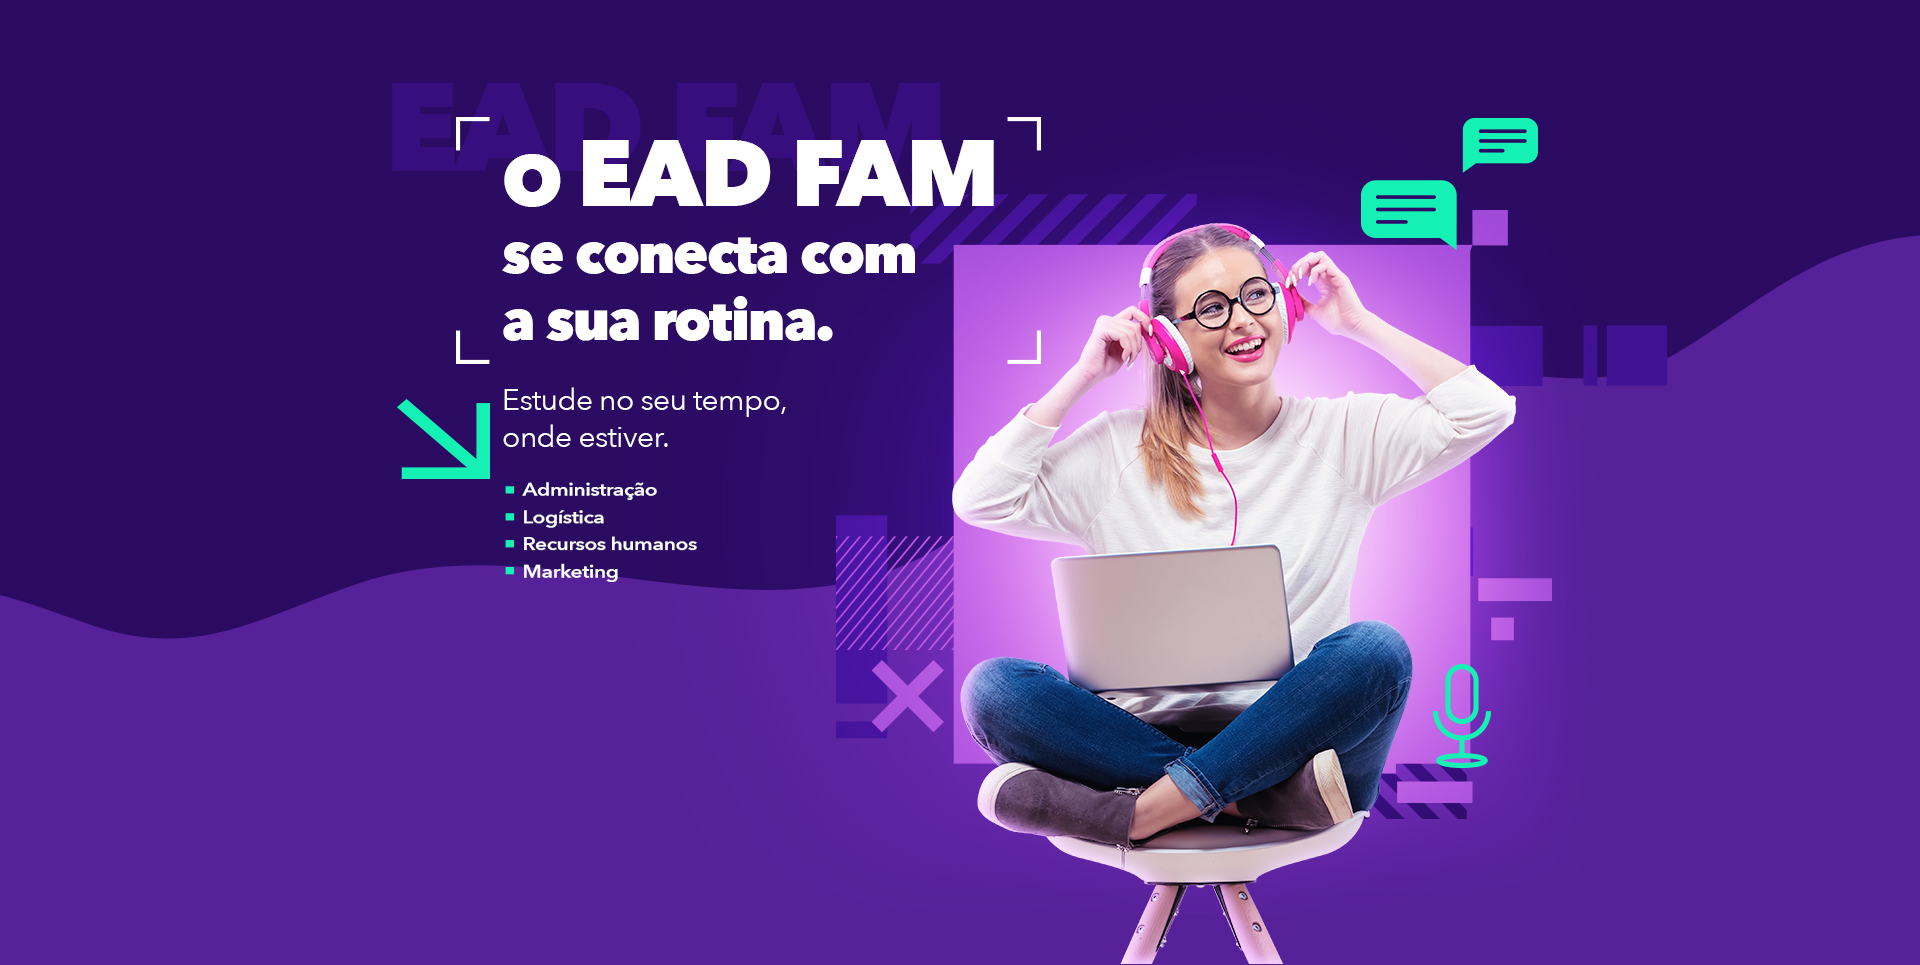 EAD FAM
o EAD FAM
se conecta com
a sua rotina.
Estude no seu tempo,
onde estiver.
Administração
Logística
Recursos humanos
Marketing